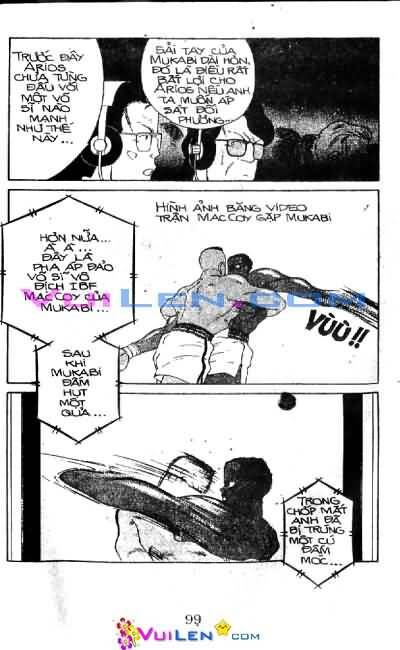 TRƯỚC ĐÂY
ARIOS
CHƯA TỪNG
ĐẤU VỚI
MỘT VÕ
SĨ NÀO
MẠNH
NHƯ THẾ
NÀY...
SẢI TAY CỦA
MUKABI DÀI HƠN,
ĐÓ LÀ ĐIỀU RẤT
BẤT LỢI CHO
ARIOS NẾU ANH
TA MUỐN ÁP
SÁT ĐỐI
PHƯƠNG...
HÌNH ẢNH BĂNG VIDEO
TRẬN MACCOY GẶP MUKABI
HƠN NỮA...
À À...
ĐÂY LÀ
PHA ÁP ĐẢO
VÕ SĨ VÔ
ĐỊCH IBF
MACCOY CỦA
MUKABI...
VÙÙ!!
VUILEN.COM
SAU
KHI
MUKABI
ĐẤM
HỤT
MỘT
QUẢ...
TRONG
CHỚP MẮT
ANH ĐÃ
BỊ TRÚNG
MỘT CÚ
ĐẤM
MÓC...
99
VUILEN.COM